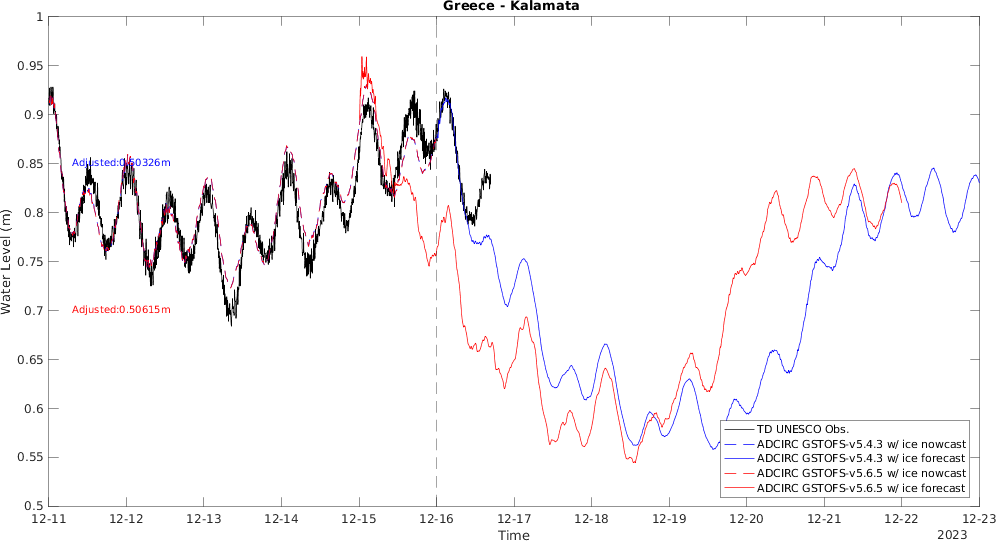 Greece - Kalamata
1
0.95
0.9
0.85
0.8
0.75
0.7
0.65
0.6
0.55
0.5
Water Level (m)
Adjusted:0.50326m
Adjusted:0.50615m
TD UNESCO Obs.
ADCIRC GSTOFS-v5.4.3 w/ ice nowcast
ADCIRC GSTOFS-v5.4.3 w/ ice forecast
ADCIRC GSTOFS-v5.6.5 w/ ice nowcast
ADCIRC GSTOFS-v5.6.5 w/ ice forecast
12-11 12-12 12-13 12-14 12-15 12-16 12-17 12-18 12-19 12-20 12-21 12-22 12-23
Time
2023